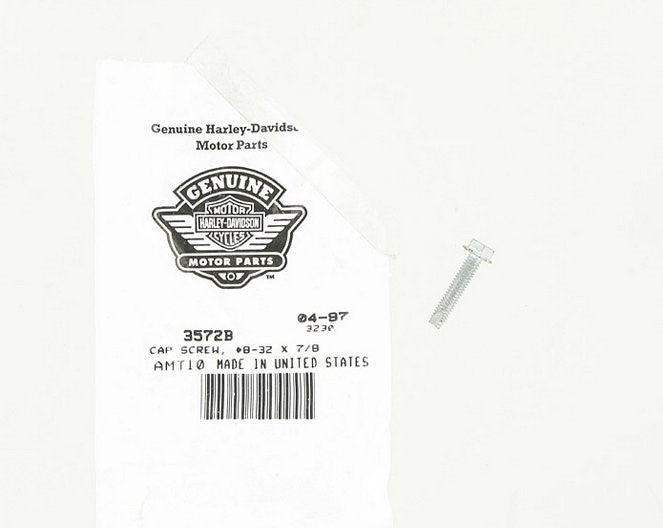 Genuine Harley-Davids
Motor Parts
GENUINE
MOTOR
HARLEY-DAVIDSON
CYCLES
MOTOR PARTS
TM
04-97
3230
3572B
CAP SCREW, #8-32 X 7/8
AMT10 MADE IN UNITED STATES